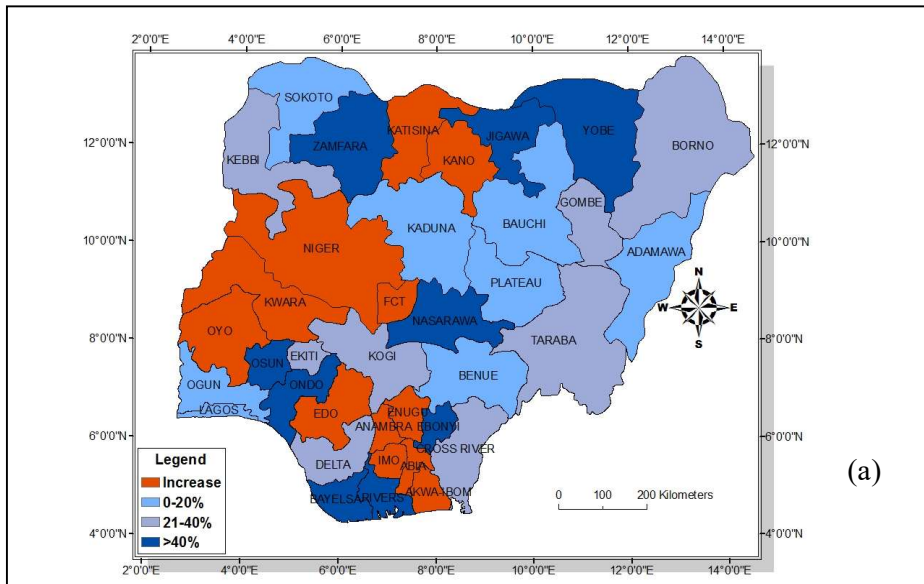 2°0'0"E 4°0'0"E 6°0'0"E 8°0'0"E 10°0'0"E 12°0'0"E 14°0'0"E
SOKOTO
12°0'0"N ZAMFARA KATISINA JIGAWA YOBE 12°0'0"N
KEBBI KANO BORNO
GOMBE
10°0'0"N NIGER KADUNA BAUCHI ADAMAWA 10°0'0"N
PLATEAU N
KWARA FCT W E
8°0'0"N OYO NASARAWA TARABA S 8°0'0"N
OSUN EKITI KOGI
OGUN ONDO BENUE
LAGOS EDO ENUGU
6°0'0"N ANAMBRA EBONYI 6°0'0"N
Legend DELTA IMO CROSS RIVER
Increase ABIA (a)
0-20% BAYELSA RIVERS AKWA-IBOM 0 100 200 Kilometers
21-40%
4°0'0"N >40% 4°0'0"N
2°0'0"E 4°0'0"E 6°0'0"E 8°0'0"E 10°0'0"E 12°0'0"E 14°0'0"E